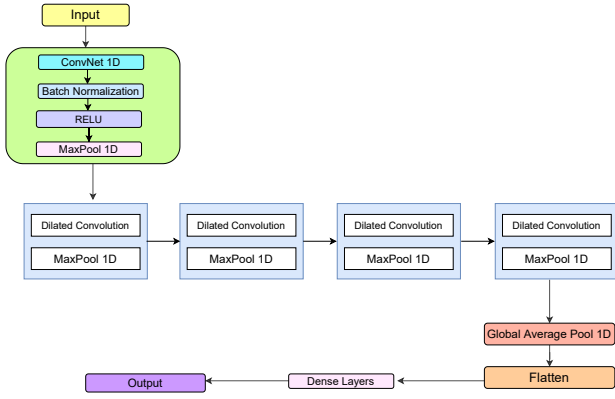 Input
ConvNet 1D
Batch Normalization
RELU
MaxPool 1D
Dilated Convolution
MaxPool 1D
Dilated Convolution
MaxPool 1D
Dilated Convolution
MaxPool 1D
Dilated Convolution
MaxPool 1D
Global Average Pool 1D
Flatten
Dense Layers
Output